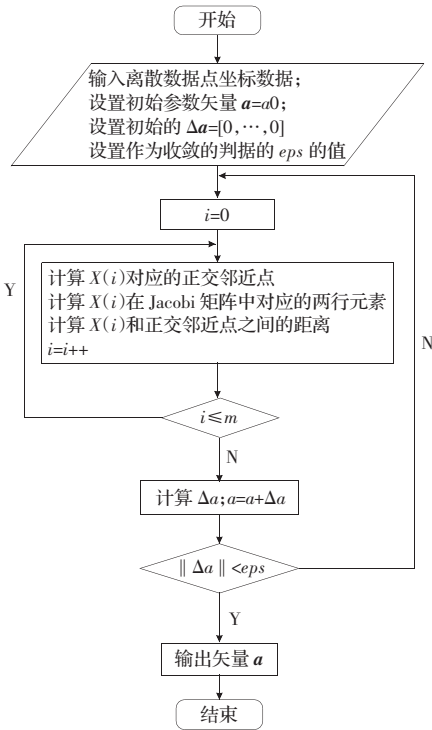 开始
输入离散数据点坐标数据；
设置初始参数矢量 a=a0；
设置初始的 Δa=[0,…,0]
设置作为收敛的判据的 eps 的值
i=0
Y
计算 X(i)对应的正交邻近点
计算 X(i)在 Jacobi 矩阵中对应的两行元素
计算 X(i)和正交邻近点之间的距离
i=i++
N
i≤m
N
计算 Δa;a=a+Δa
‖Δa‖<eps
Y
输出矢量 a
结束